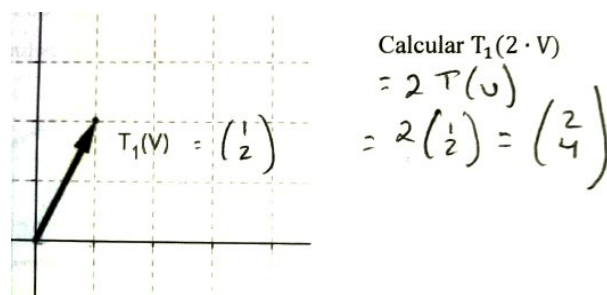 T₁(V) = (1 2)
Calcular T₁(2 · V)
= 2 T(v)
= 2 (1 2) = (2 4)